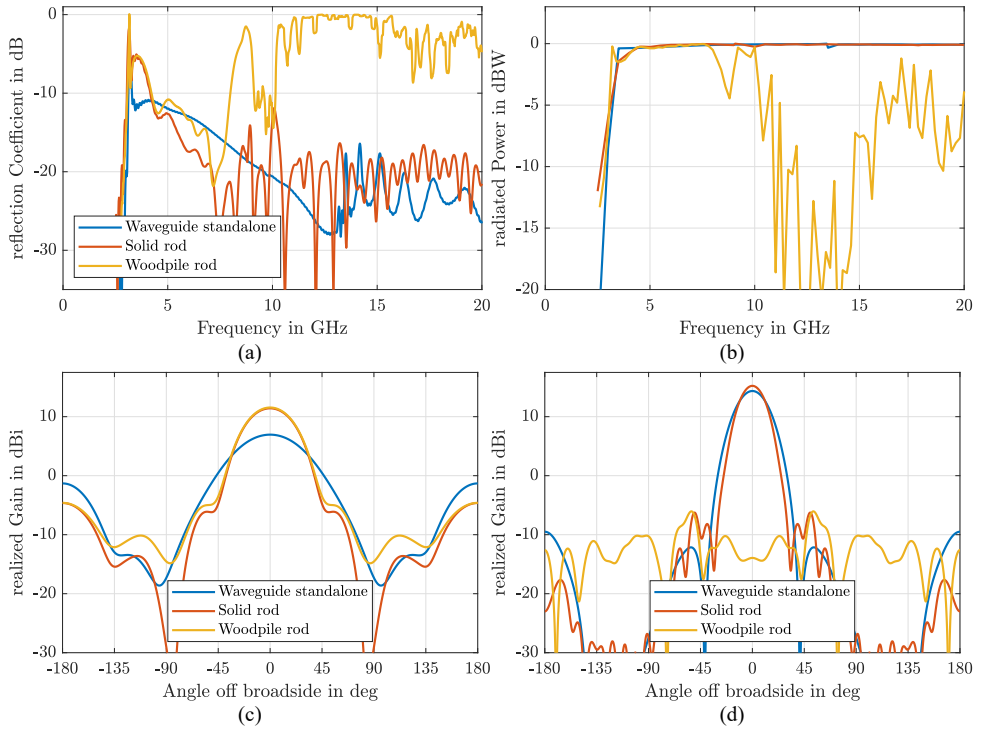 reflection Coefficient in dB
0
-10
-20
-30
Waveguide standalone
Solid rod
Woodpile rod
0 5 10 15 20
Frequency in GHz
(a)
radiated Power in dBW
0
-5
-10
-15
-20
0 5 10 15 20
Frequency in GHz
(b)
realized Gain in dBi
10
0
-10
-20
-30
Waveguide standalone
Solid rod
Woodpile rod
-180 -135 -90 -45 0 45 90 135 180
Angle off broadside in deg
(c)
realized Gain in dBi
10
0
-10
-20
-30
Waveguide standalone
Solid rod
Woodpile rod
-180 -135 -90 -45 0 45 90 135 180
Angle off broadside in deg
(d)